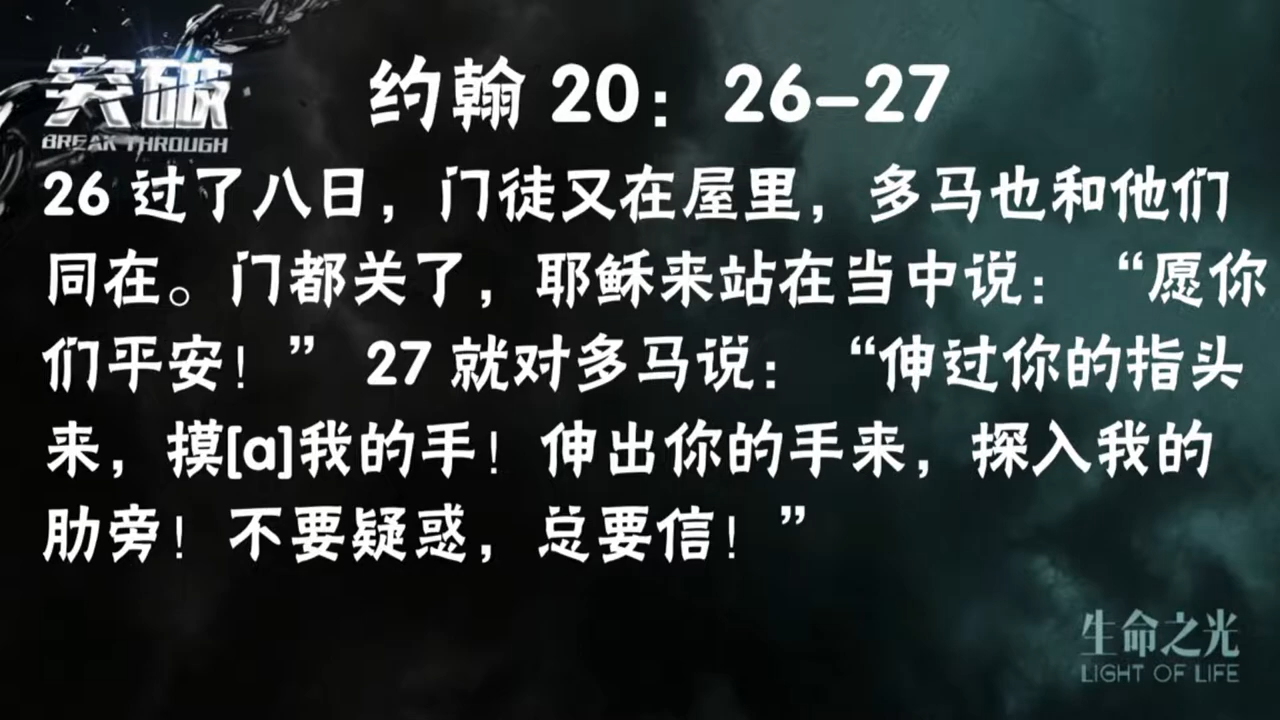 突破
BREAK THROUGH
约翰 20：26-27
26 过了八日，门徒又在屋里，多马也和他们
同在。门都关了，耶稣来站在当中说：“愿你
们平安！” 27 就对多马说：“伸过你的指头
来，摸[a]我的手！伸出你的手来，探入我的
肋旁！不要疑惑，总要信！”
生命之光
LIGHT OF LIFE